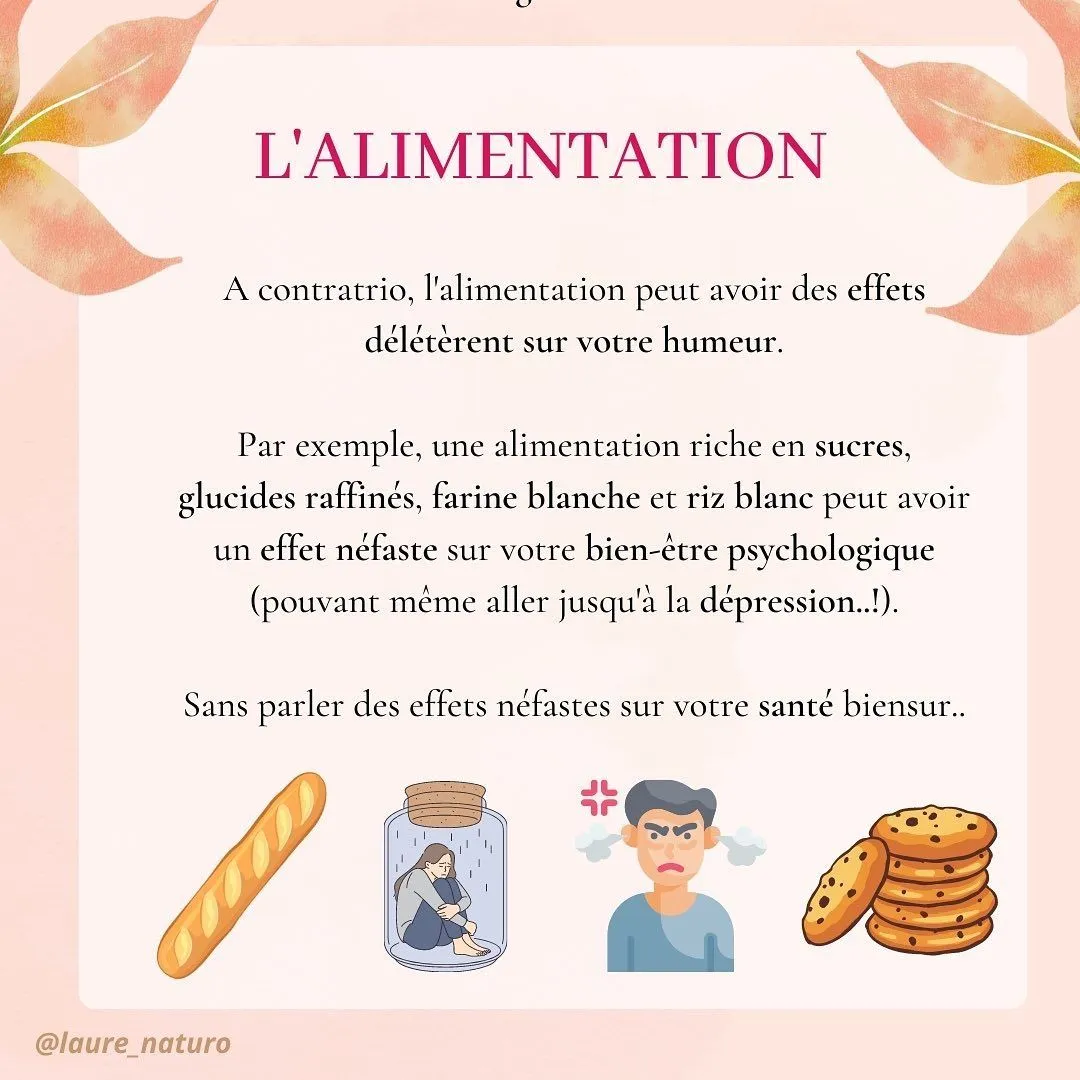 L'ALIMENTATION
A contratrio, l'alimentation peut avoir des effets
délétèrent sur votre humeur.
Par exemple, une alimentation riche en sucres,
glucides raffinés, farine blanche et riz blanc peut avoir
un effet néfaste sur votre bien-être psychologique
(pouvant même aller jusqu'à la dépression..!).
Sans parler des effets néfastes sur votre santé biensur..
@laure_naturo